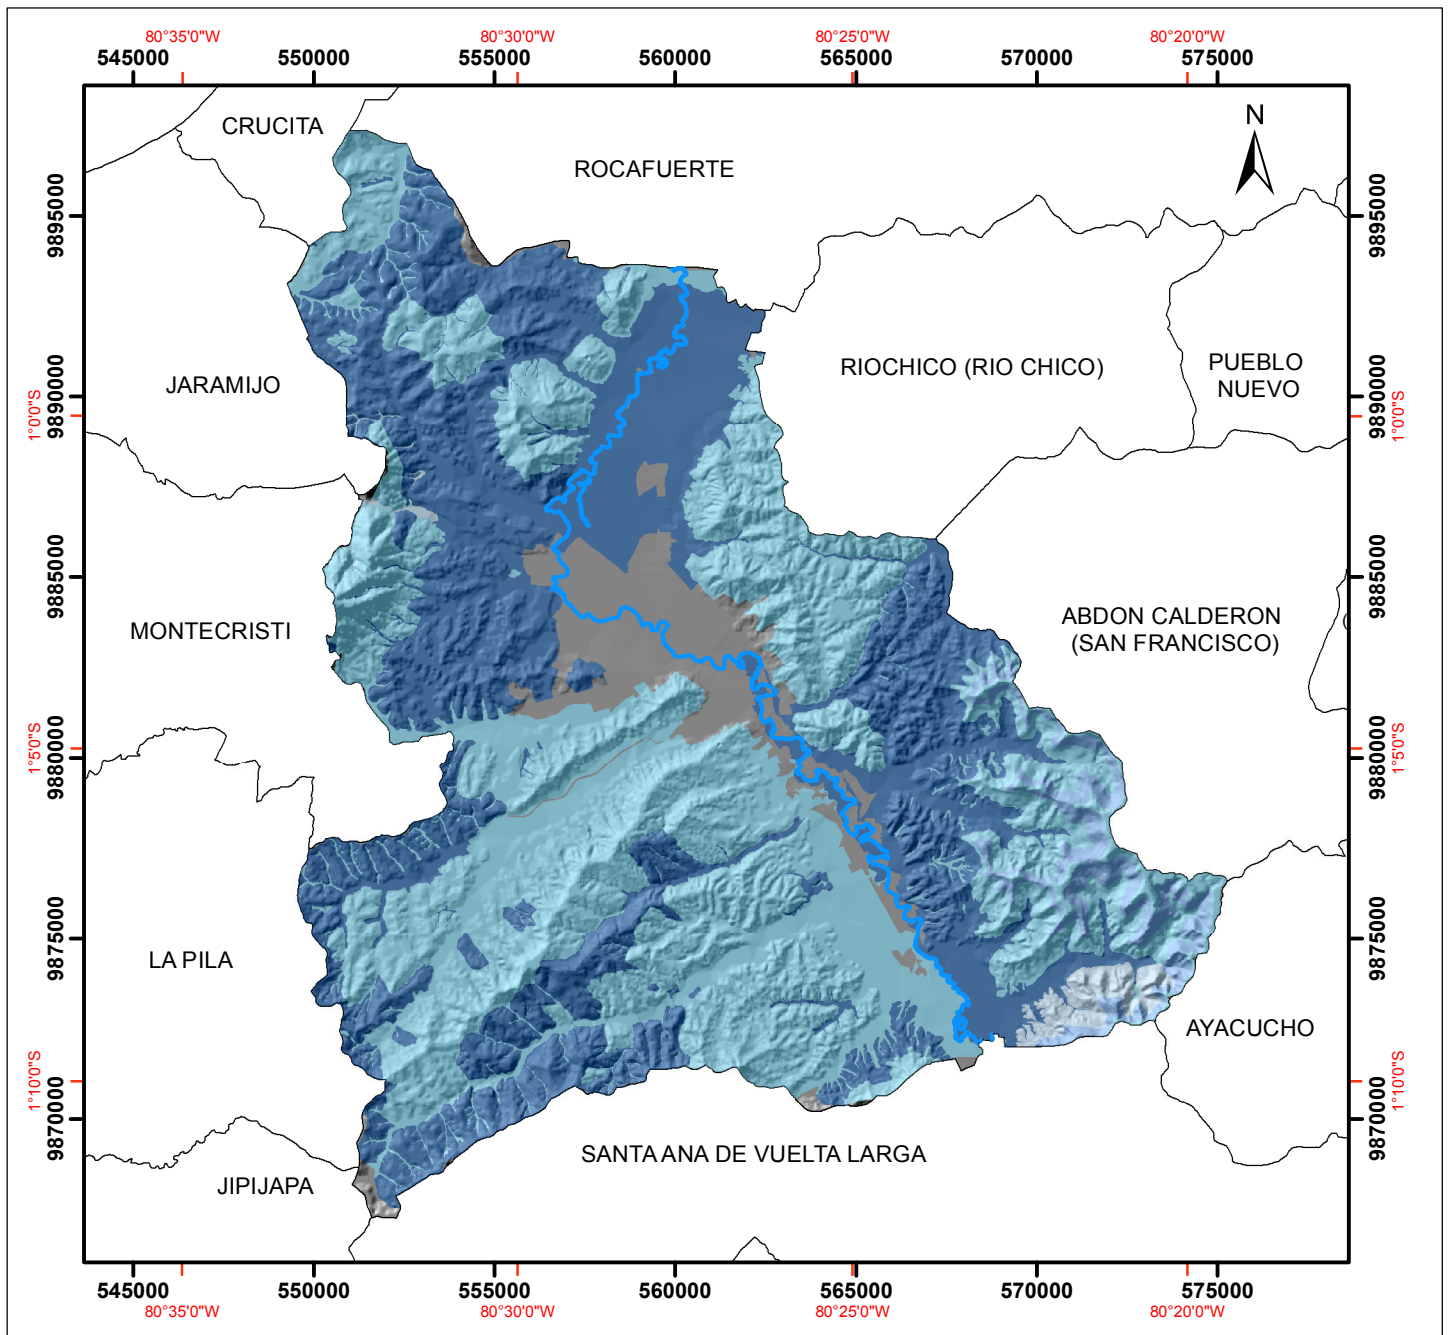 80°35'0"W 80°30'0"W 80°25'0"W 80°20'0"W
545000 550000 555000 560000 565000 570000 575000
N
CRUCITA
ROCAFUERTE
9895000 9895000
RIOCHICO (RIO CHICO)
PUEBLO
NUEVO
JARAMIJO
9890000 9890000
1°0'0"S 1°0'0"S
9885000 9885000
MONTECRISTI
ABDON CALDERON
(SAN FRANCISCO)
1°5'0"S 1°5'0"S
9880000 9880000
9875000 9875000
LA PILA
AYACUCHO
1°10'0"S 1°10'0"S
9870000 9870000
SANTA ANA DE VUELTA LARGA
JIPIJAPA
545000 550000 555000 560000 565000 570000 575000
80°35'0"W 80°30'0"W 80°25'0"W 80°20'0"W